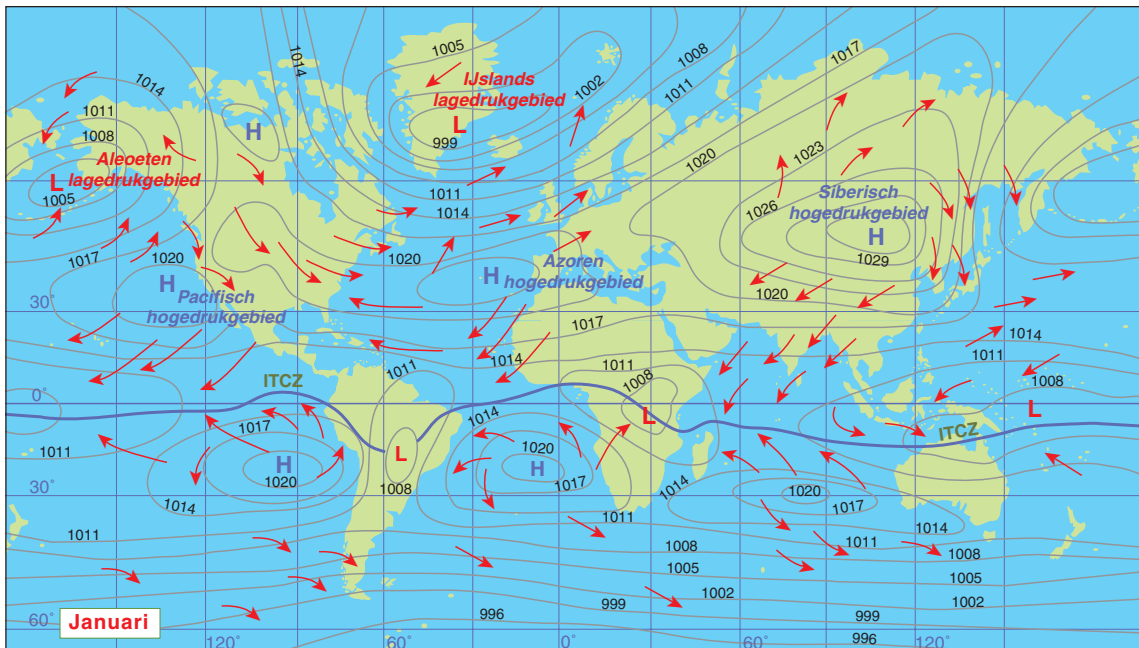 1005
1008
1017
1014
1014
IJslands
lagedrukgebied
1002
1011
1011
H
L
999
1008
Aleoeten
lagedrukgebied
L
1005
1020
1023
1011
1014
Siberisch
hogedrukgebied
1026
H
1029
1017
1020
1020
Azoren
hogedrukgebied
H
H
Pacifisch
hogedrukgebied
1020
30°
1017
1014
1014
1011
1011
1011
ITCZ
1008
1008
0°
L
L
1014
1017
ITCZ
L
1011
H
1020
1020
H
1017
1008
1014
1020
1017
30°
1014
1011
1011
1014
1008
1011
1008
1005
1005
1002
1002
999
999
996
996
60°
Januari
120°
60°
0°
60°
120°